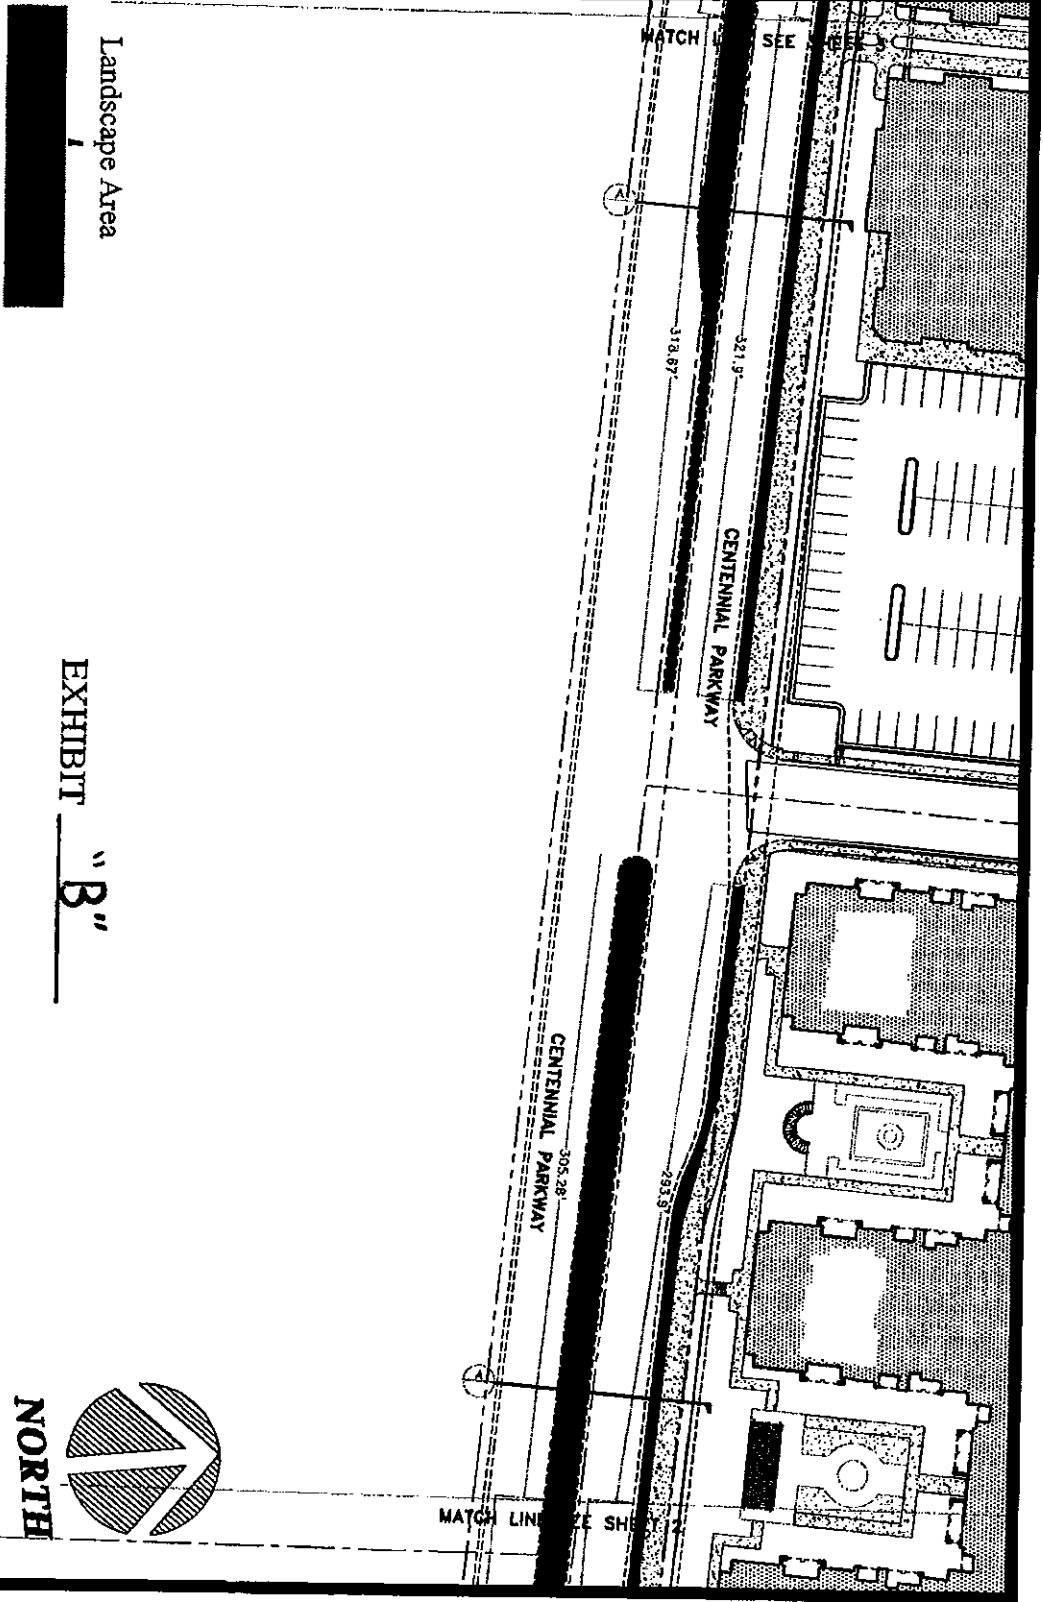 MATCH L SEE
318.67'
321.9'
CENTENNIAL PARKWAY
A
CENTENNIAL PARKWAY
305.28'
293.9'
A
MATCH LINE SEE SHEET 2
Landscape Area
EXHIBIT "B"
NORTH